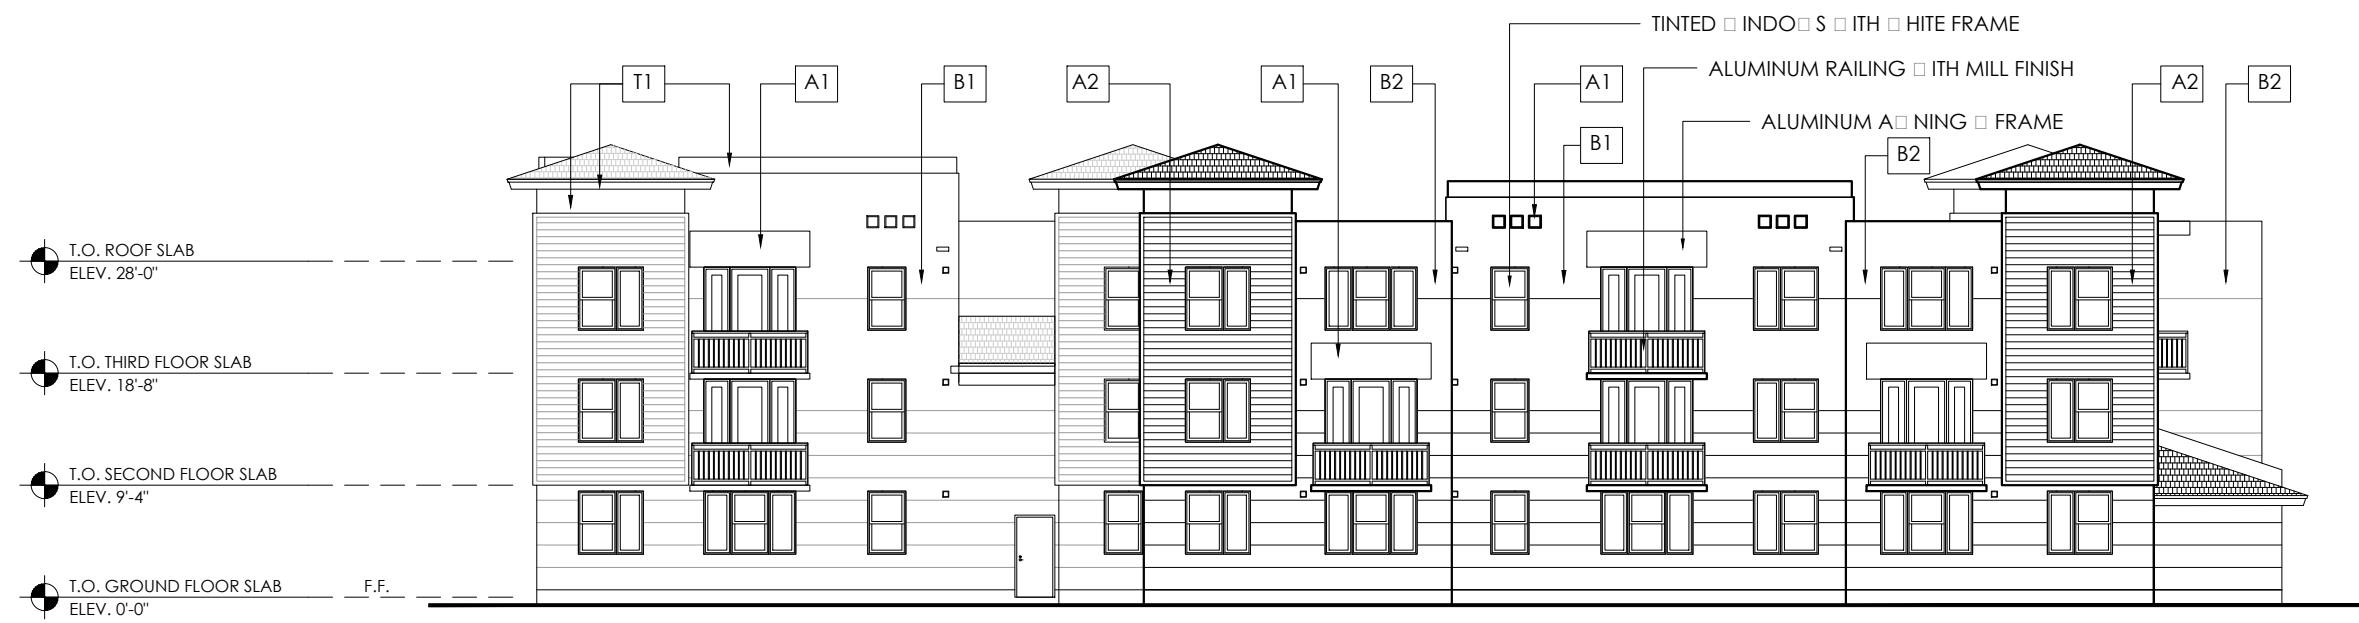 TINTED □ INDO□ S □ ITH □ HITE FRAME
ALUMINUM RAILING □ ITH MILL FINISH
T1
A1
B1
A2
A1
B2
A1
A2
B2
ALUMINUM A□ NING □ FRAME
B1
B2
T.O. ROOF SLAB
ELEV. 28'-0"
T.O. THIRD FLOOR SLAB
ELEV. 18'-8"
T.O. SECOND FLOOR SLAB
ELEV. 9'-4"
T.O. GROUND FLOOR SLAB F.F.
ELEV. 0'-0"